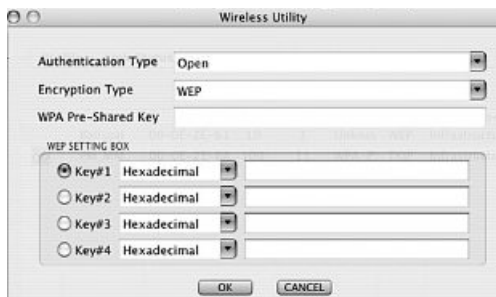 Wireless Utility
Authentication Type Open
Encryption Type WEP
WPA Pre-Shared Key
WEP SETTING BOX
Key#1 Hexadecimal
Key#2 Hexadecimal
Key#3 Hexadecimal
Key#4 Hexadecimal
OK CANCEL